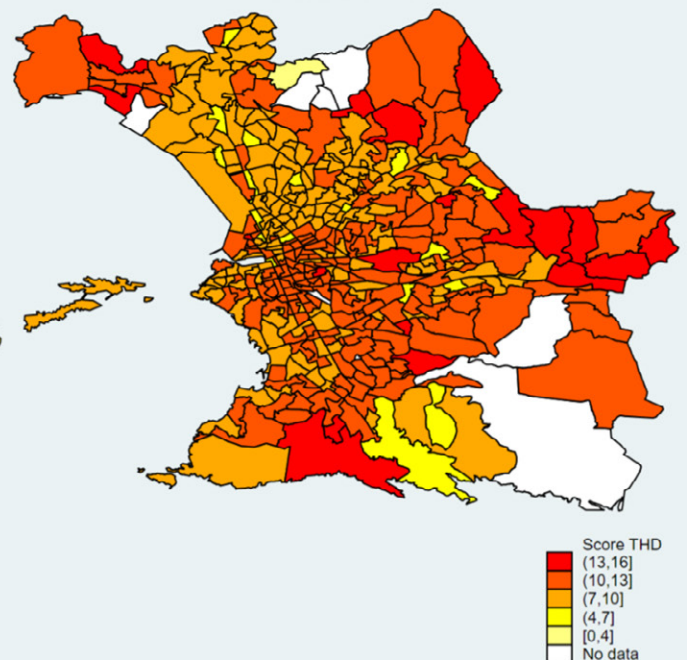 Score THD
(13,16]
(10,13]
(7,10]
(4,7]
[0,4]
No data